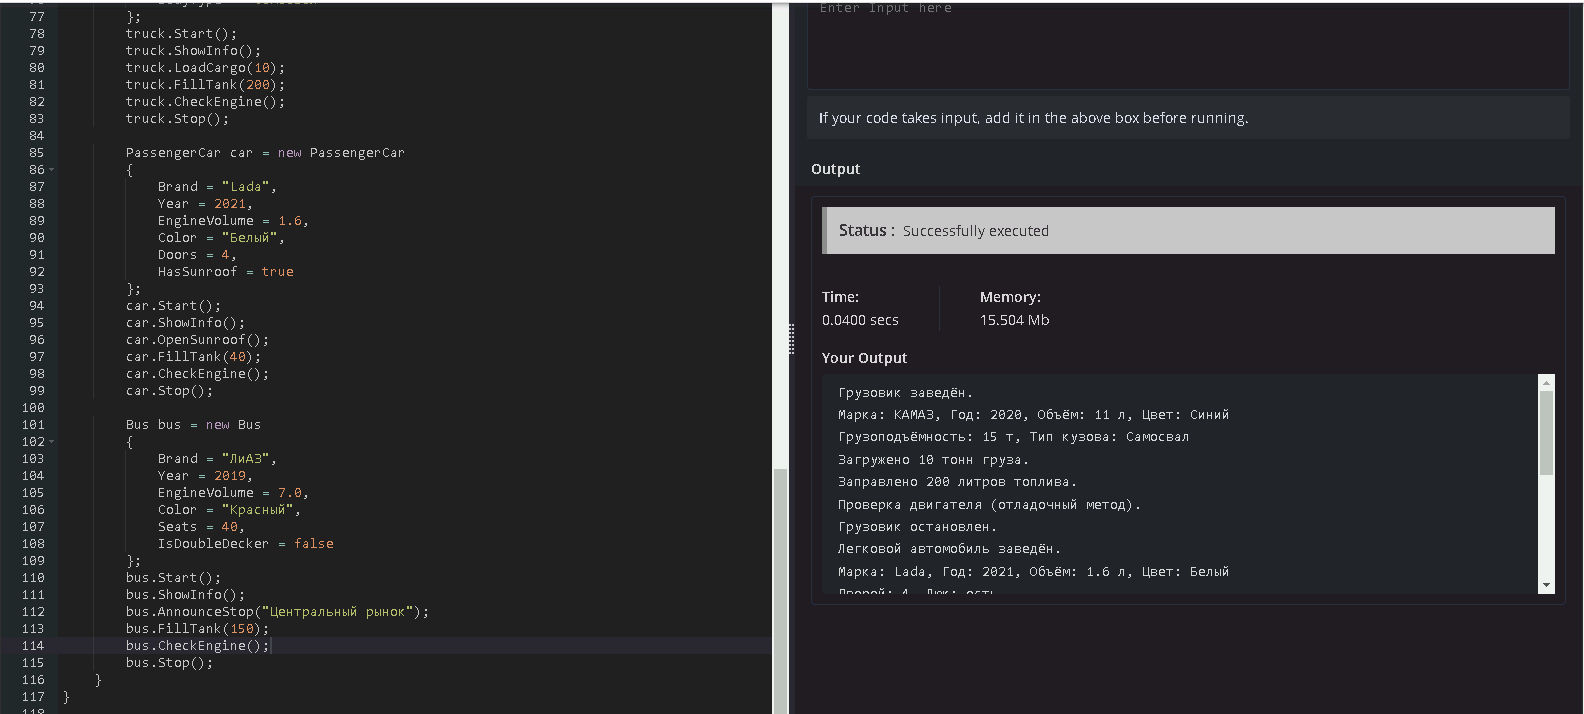 77 };
78 truck.Start();
79 truck.ShowInfo();
80 truck.LoadCargo(10);
81 truck.FillTank(200);
82 truck.CheckEngine();
83 truck.Stop();
84
85 PassengerCar car = new PassengerCar
86 {
87 Brand = "Lada",
88 Year = 2021,
89 EngineVolume = 1.6,
90 Color = "Белый",
91 Doors = 4,
92 HasSunroof = true
93 };
94 car.Start();
95 car.ShowInfo();
96 car.OpenSunroof();
97 car.FillTank(40);
98 car.CheckEngine();
99 car.Stop();
100
101 Bus bus = new Bus
102 {
103 Brand = "ЛиАЗ",
104 Year = 2019,
105 EngineVolume = 7.0,
106 Color = "Красный",
107 Seats = 40,
108 IsDoubleDecker = false
109 };
110 bus.Start();
111 bus.ShowInfo();
112 bus.AnnounceStop("Центральный рынок");
113 bus.FillTank(150);
114 bus.CheckEngine();
115 bus.Stop();
116 }
117 }
Enter Input here
If your code takes input, add it in the above box before running.
Output
Status : Successfully executed
Time: Memory:
0.0400 secs 15.504 Mb
Your Output
Грузовик заведён.
Марка: КАМАЗ, Год: 2020, Объём: 11 л, Цвет: Синий
Грузоподъёмность: 15 т, Тип кузова: Самосвал
Загружено 10 тонн груза.
Заправлено 200 литров топлива.
Проверка двигателя (отладочный метод).
Грузовик остановлен.
Легковой автомобиль заведён.
Марка: Lada, Год: 2021, Объём: 1.6 л, Цвет: Белый
Дверей: 4, Люк: есть